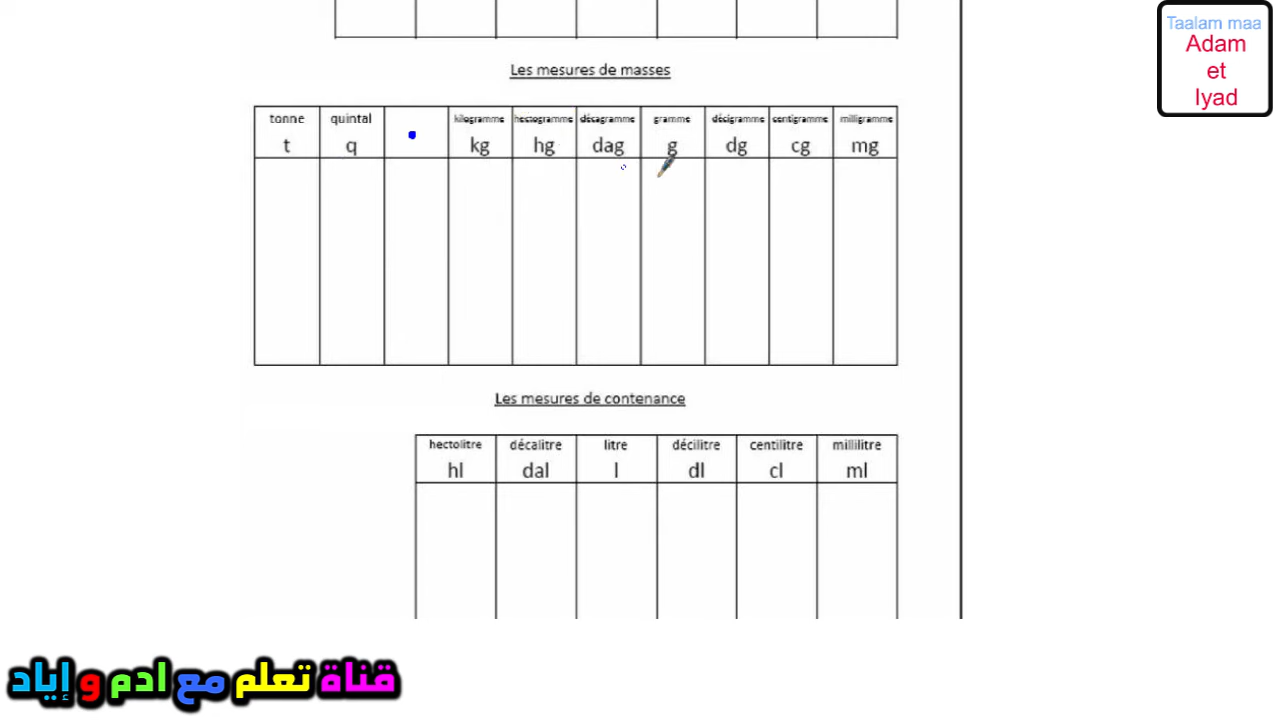 Taalam maa
Adam
et
Iyad
Les mesures de masses
tonne quintal kilogramme hectogramme décagramme gramme décigramme centigramme milligramme
t q kg hg dag g dg cg mg
Les mesures de contenance
hectolitre décalitre litre décilitre centilitre millilitre
hl dal l dl cl ml
قناة تعلم مع ادم و إياد